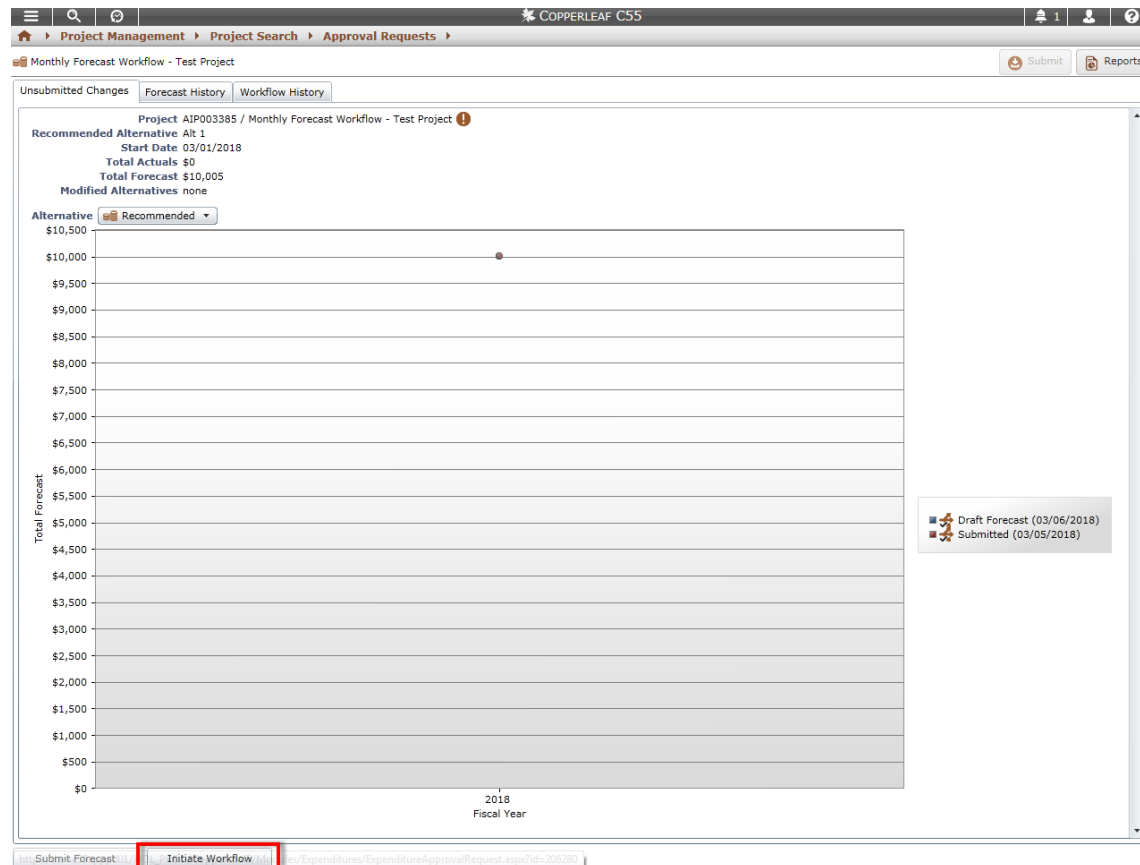 COPPERLEAF C55
1
Project Management Project Search Approval Requests
Monthly Forecast Workflow - Test Project
Submit
Reports
Unsubmitted Changes Forecast History Workflow History
Project AIP003385 / Monthly Forecast Workflow - Test Project
Recommended Alternative Alt 1
Start Date 03/01/2018
Total Actuals $0
Total Forecast $10,005
Modified Alternatives none
Alternative Recommended
$10,500
$10,000
$9,500
$9,000
$8,500
$8,000
$7,500
$7,000
$6,500
$6,000
$5,500
$5,000
$4,500
$4,000
$3,500
$3,000
$2,500
$2,000
$1,500
$1,000
$500
$0
Total Forecast
2018
Fiscal Year
Draft Forecast (03/06/2018)
Submitted (03/05/2018)
Submit Forecast Initiate Workflow
/Expenditures/ExpenditureApprovalRequest.aspx?id=206280